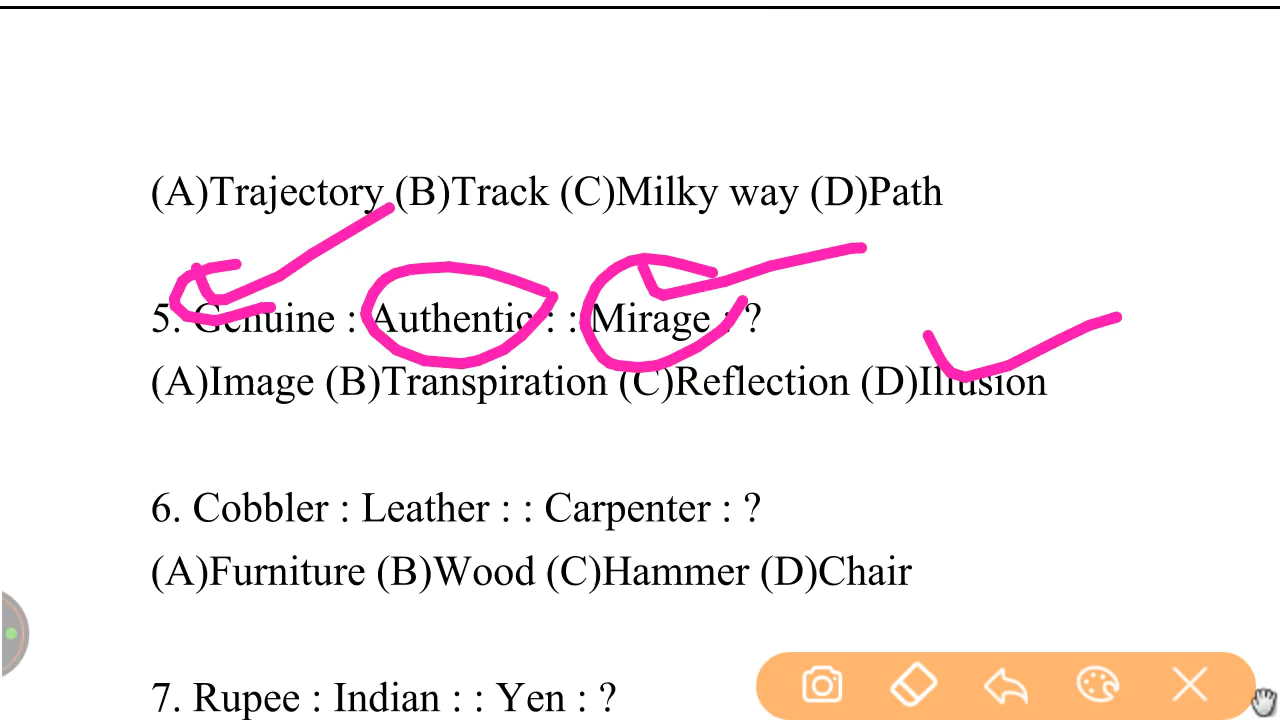 (A)Trajectory (B)Track (C)Milky way (D)Path
5. Genuine : Authentic : : Mirage : ?
(A)Image (B)Transpiration (C)Reflection (D)Illusion
6. Cobbler : Leather : : Carpenter : ?
(A)Furniture (B)Wood (C)Hammer (D)Chair
7. Rupee : Indian : : Yen : ?